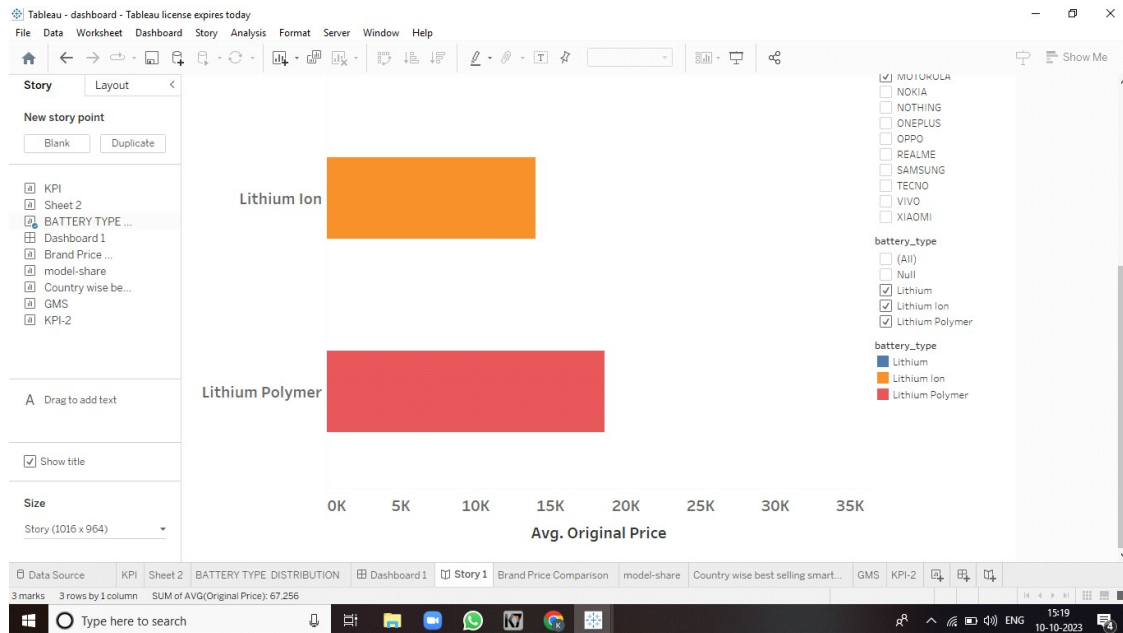 Tableau - dashboard - Tableau license expires today
File Data Worksheet Dashboard Story Analysis Format Server Window Help
Show Me
Story Layout
New story point
Blank Duplicate
KPI
Sheet 2
BATTERY TYPE ...
Dashboard 1
Brand Price ...
model-share
Country wise be...
GMS
KPI-2
A Drag to add text
Show title
Size
Story (1016 x 964)
Lithium Ion
Lithium Polymer
0K 5K 10K 15K 20K 25K 30K 35K
Avg. Original Price
MOTOROLA
NOKIA
NOTHING
ONEPLUS
OPPO
REALME
SAMSUNG
TECNO
VIVO
XIAOMI
battery_type
(All)
Null
Lithium
Lithium Ion
Lithium Polymer
battery_type
Lithium
Lithium Ion
Lithium Polymer
Data Source KPI Sheet 2 BATTERY TYPE DISTRIBUTION Dashboard 1 Story 1 Brand Price Comparison model-share Country wise best selling smart... GMS KPI-2
3 marks 3 rows by 1 column SUM of AVG(Original Price): 67,256
Type here to search
K7
ENG
15:19
10-10-2023
4